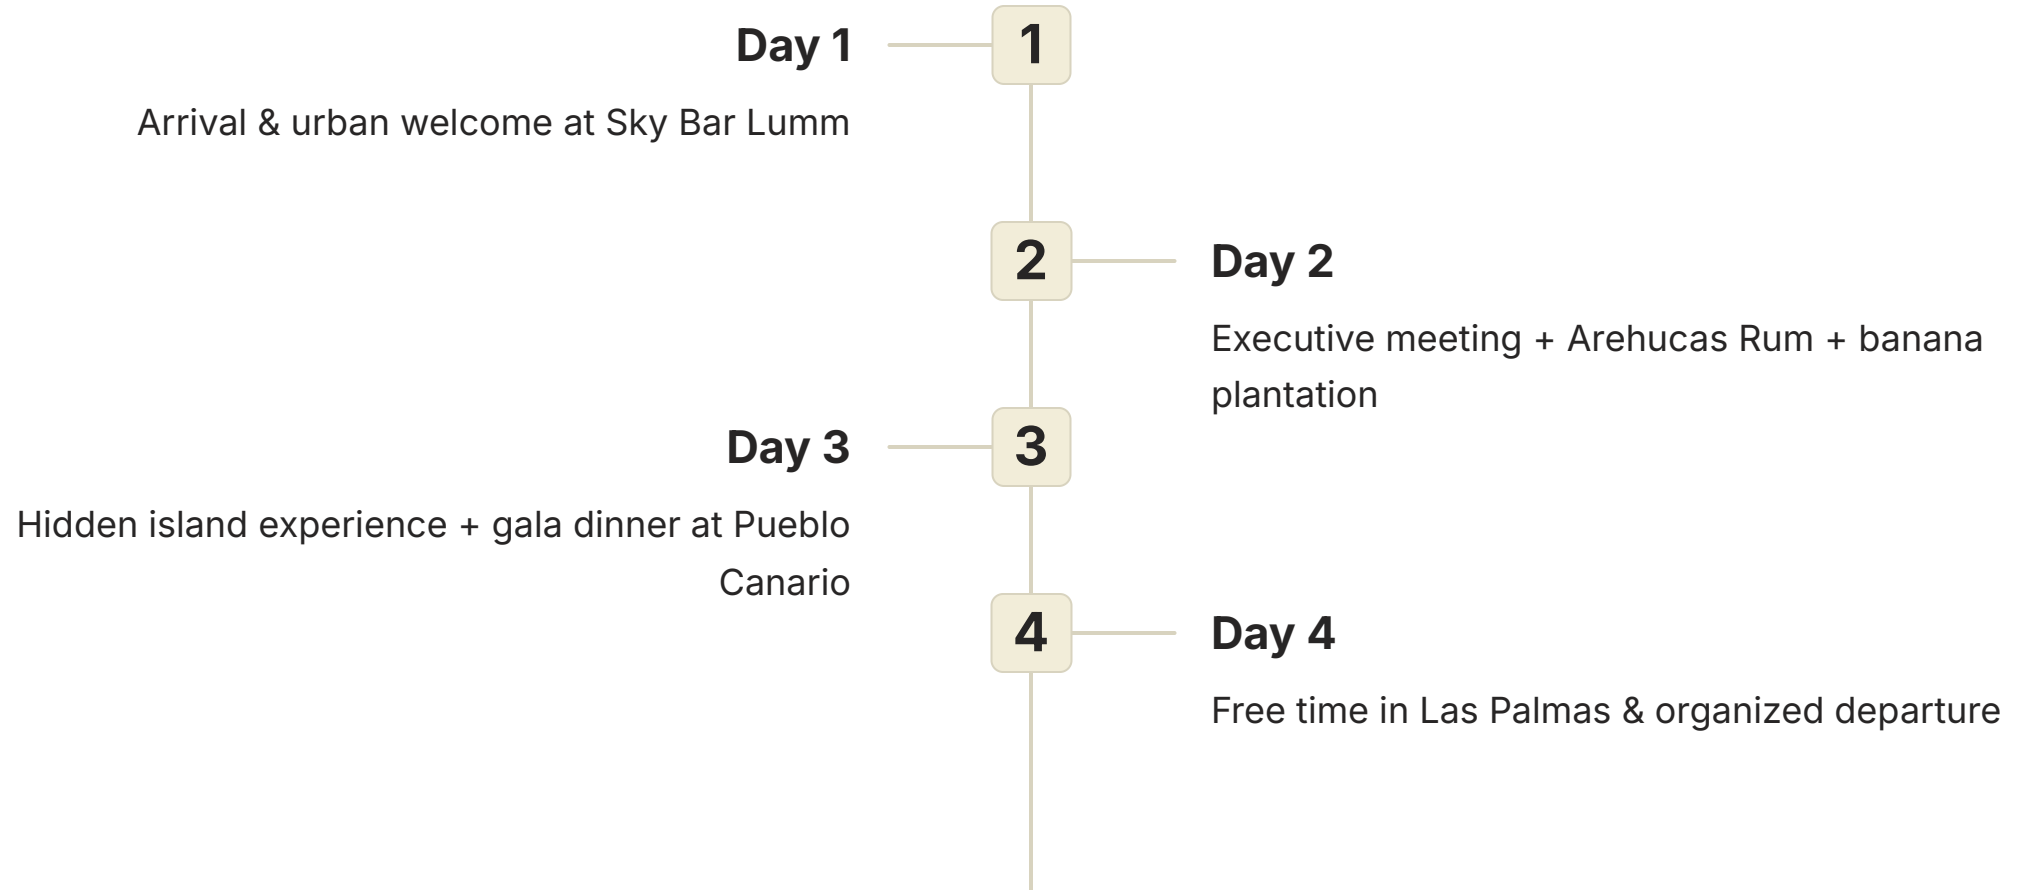 Day 1
1
Arrival & urban welcome at Sky Bar Lumm
2
Day 2
Executive meeting + Arehucas Rum + banana
plantation
Day 3
3
Hidden island experience + gala dinner at Pueblo
Canario
4
Day 4
Free time in Las Palmas & organized departure